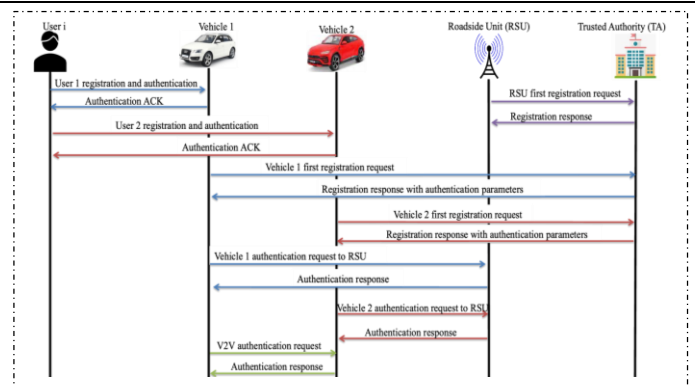 User i
Vehicle 1
Vehicle 2
Roadside Unit (RSU)
Trusted Authority (TA)
User 1 registration and authentication
RSU first registration request
Authentication ACK
Registration response
User 2 registration and authentication
Authentication ACK
Vehicle 1 first registration request
Registration response with authentication parameters
Vehicle 2 first registration request
Registration response with authentication parameters
Vehicle 1 authentication request to RSU
Authentication response
Vehicle 2 authentication request to RSU
Authentication response
V2V authentication request
Authentication response